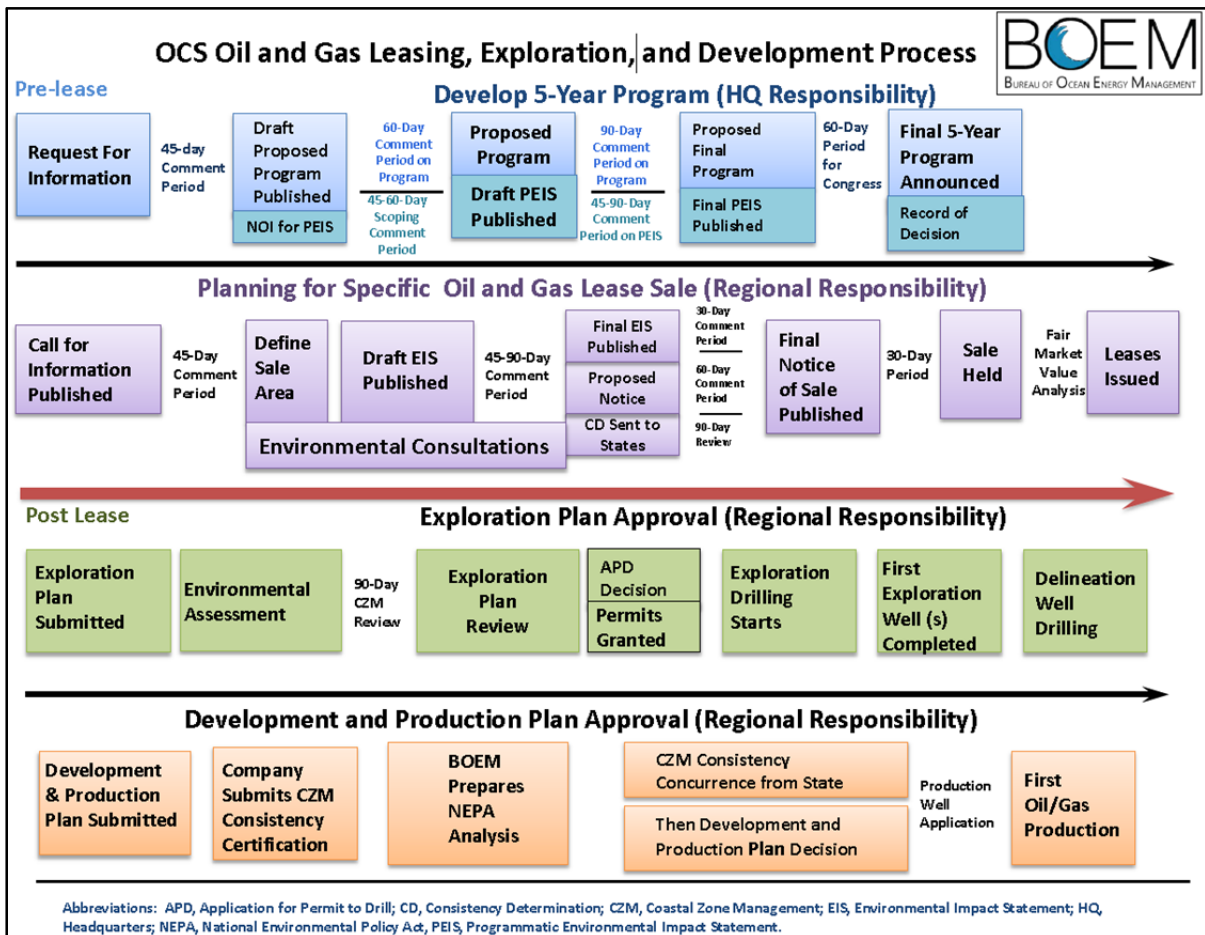 OCS Oil and Gas Leasing, Exploration, and Development Process
BOEM
BUREAU OF OCEAN ENERGY MANAGEMENT
Pre-lease
Develop 5-Year Program (HQ Responsibility)
Request For
Information
45-day
Comment
Period
Draft
Proposed
Program
Published
NOI for PEIS
60-Day
Comment
Period on
Program
45-60-Day
Scoping
Comment
Period
Proposed
Program
Draft PEIS
Published
90-Day
Comment
Period on
Program
45-90-Day
Comment
Period on PEIS
Proposed
Final
Program
Final PEIS
Published
60-Day
Period
for
Congress
Final 5-Year
Program
Announced
Record of
Decision
Planning for Specific Oil and Gas Lease Sale (Regional Responsibility)
Call for
Information
Published
45-Day
Comment
Period
Define
Sale
Area
Draft EIS
Published
Environmental Consultations
45-90-Day
Comment
Period
Final EIS
Published
Proposed
Notice
CD Sent to
States
30-Day
Comment
Period
60-Day
Comment
Period
90-Day
Review
Final
Notice
of Sale
Published
30-Day
Period
Sale
Held
Fair
Market
Value
Analysis
Leases
Issued
Post Lease
Exploration Plan Approval (Regional Responsibility)
Exploration
Plan
Submitted
Environmental
Assessment
90-Day
CZM
Review
Exploration
Plan
Review
APD
Decision
Permits
Granted
Exploration
Drilling
Starts
First
Exploration
Well (s)
Completed
Delineation
Well
Drilling
Development and Production Plan Approval (Regional Responsibility)
Development
& Production
Plan Submitted
Company
Submits CZM
Consistency
Certification
BOEM
Prepares
NEPA
Analysis
CZM Consistency
Concurrence from State
Then Development and
Production Plan Decision
Production
Well
Application
First
Oil/Gas
Production
Abbreviations: APD, Application for Permit to Drill; CD, Consistency Determination; CZM, Coastal Zone Management; EIS, Environmental Impact Statement; HQ,
Headquarters; NEPA, National Environmental Policy Act, PEIS, Programmatic Environmental Impact Statement.